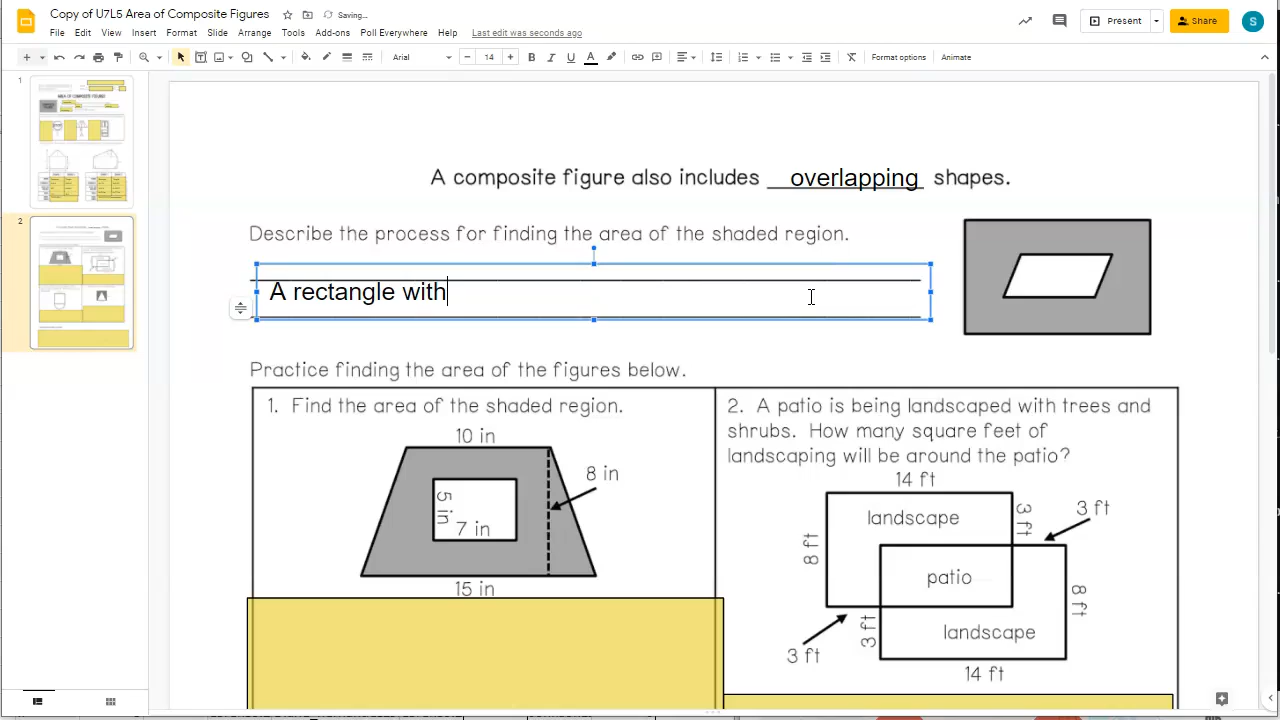 Copy of U7L5 Area of Composite Figures
Saving...
File Edit View Insert Format Slide Arrange Tools Add-ons Poll Everywhere Help Last edit was seconds ago
Present
Share
S
Arial
14
B I U A
Format options
Animate
1
2
A composite figure also includes overlapping shapes.
Describe the process for finding the area of the shaded region.
A rectangle with
Practice finding the area of the figures below.
1. Find the area of the shaded region.
10 in
8 in
5 in
7 in
15 in
2. A patio is being landscaped with trees and
shrubs. How many square feet of
landscaping will be around the patio?
14 ft
landscape
3 ft
3 ft
8 ft
patio
8 ft
3 ft
landscape
3 ft
14 ft